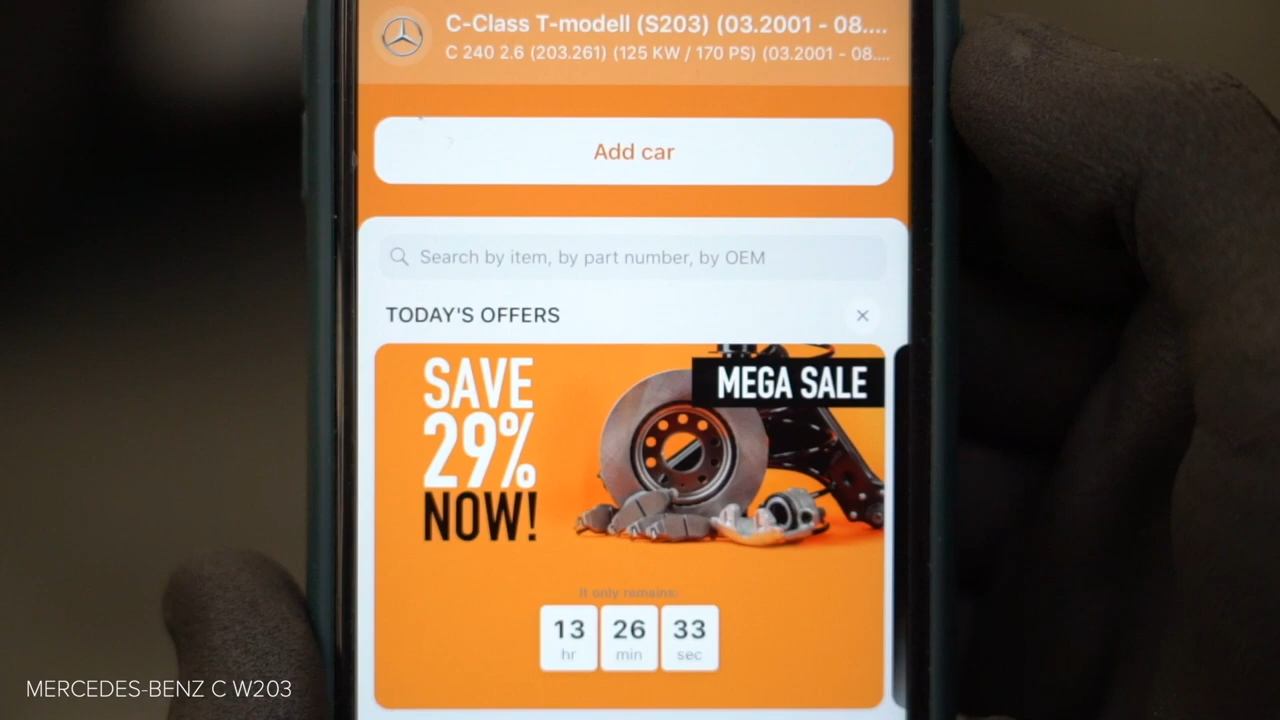 C-Class T-modell (S203) (03.2001 - 08....
C 240 2.6 (203.261) (125 KW / 170 PS) (03.2001 - 08....
Add car
Search by item, by part number, by OEM
TODAY'S OFFERS
SAVE
29%
NOW!
MEGA SALE
It only remains:
13 26 33
hr min sec
MERCEDES-BENZ C W203